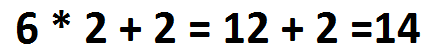 6 * 2 + 2 = 12 + 2 =14